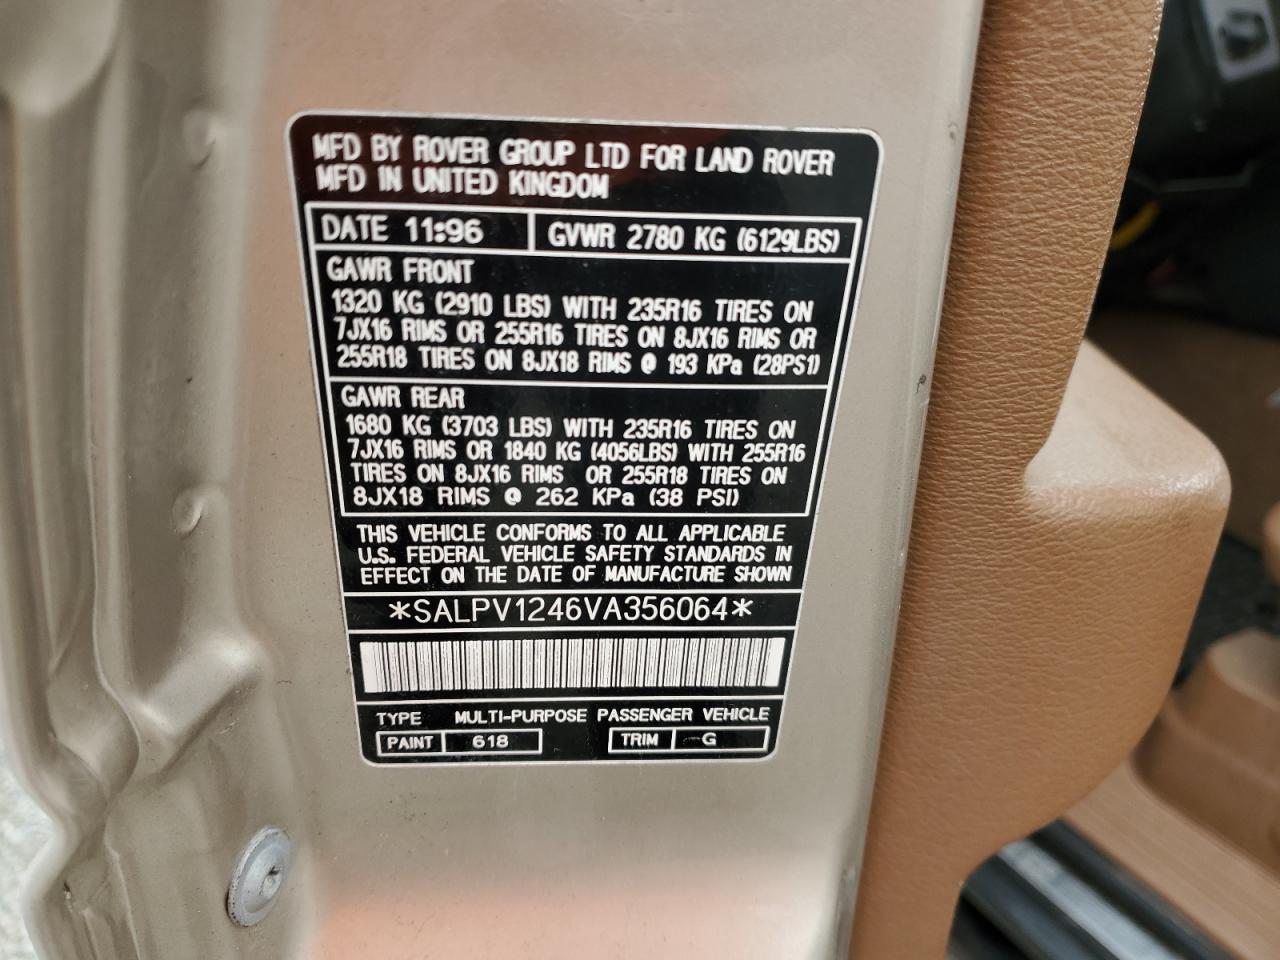 MFD BY ROVER GROUP LTD FOR LAND ROVER
MFD IN UNITED KINGDOM
DATE 11:96 GVWR 2780 KG (6129LBS)
GAWR FRONT
1320 KG (2910 LBS) WITH 235R16 TIRES ON
7JX16 RIMS OR 255R16 TIRES ON 8JX16 RIMS OR
255R18 TIRES ON 8JX18 RIMS @ 193 KPa (28PS1)
GAWR REAR
1680 KG (3703 LBS) WITH 235R16 TIRES ON
7JX16 RIMS OR 1840 KG (4056LBS) WITH 255R16
TIRES ON 8JX16 RIMS OR 255R18 TIRES ON
8JX18 RIMS @ 262 KPa (38 PSI)
THIS VEHICLE CONFORMS TO ALL APPLICABLE
U.S. FEDERAL VEHICLE SAFETY STANDARDS IN
EFFECT ON THE DATE OF MANUFACTURE SHOWN
*SALPV1246VA356064*
TYPE MULTI-PURPOSE PASSENGER VEHICLE
PAINT 618 TRIM G